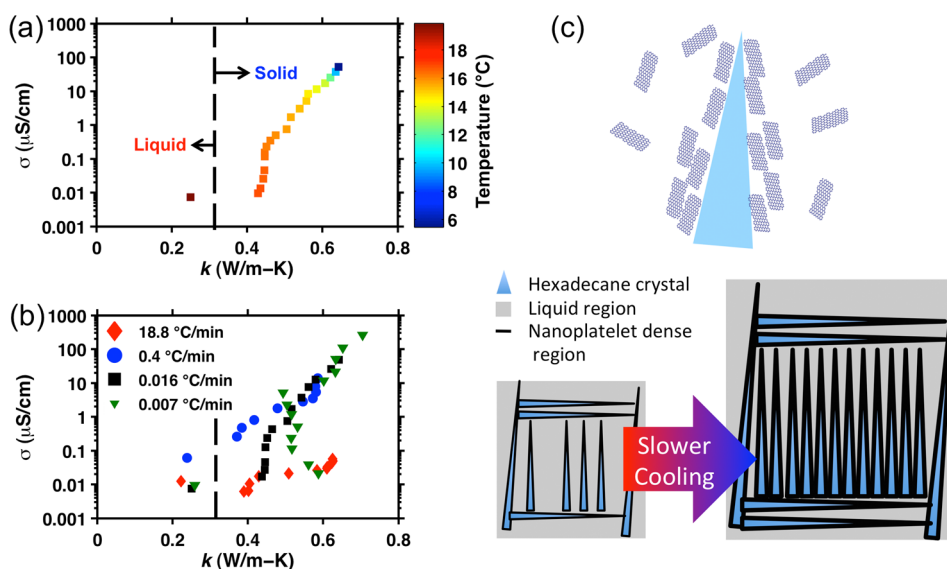 (a)
1000
100
10
1
0.1
0.01
0.001
σ (μS/cm)
Solid
Liquid
0 0.2 0.4 0.6 0.8
k (W/m−K)
18
16
14
12
10
8
6
Temperature (°C)
(b)
1000
100
10
1
0.1
0.01
0.001
σ (μS/cm)
18.8 °C/min
0.4 °C/min
0.016 °C/min
0.007 °C/min
0 0.2 0.4 0.6 0.8
k (W/m−K)
(c)
Hexadecane crystal
Liquid region
Nanoplatelet dense
region
Slower
Cooling